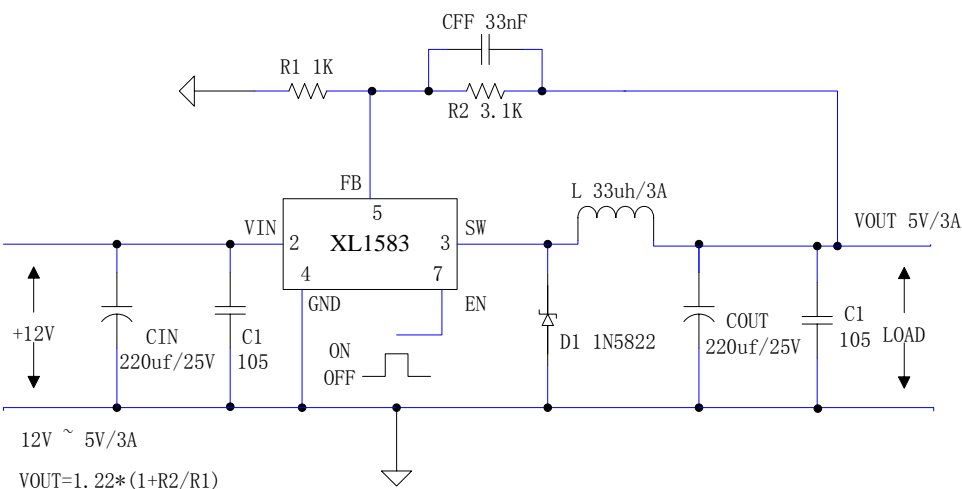 CFF 33nF
R1 1K
R2 3.1K
FB
L 33uh/3A
5
VIN
SW
VOUT 5V/3A
2
XL1583
3
4
7
GND
EN
+12V
CIN
220uf/25V
C1
105
ON
OFF
D1 1N5822
COUT
220uf/25V
C1
105
LOAD
12V ~ 5V/3A
VOUT=1.22*(1+R2/R1)